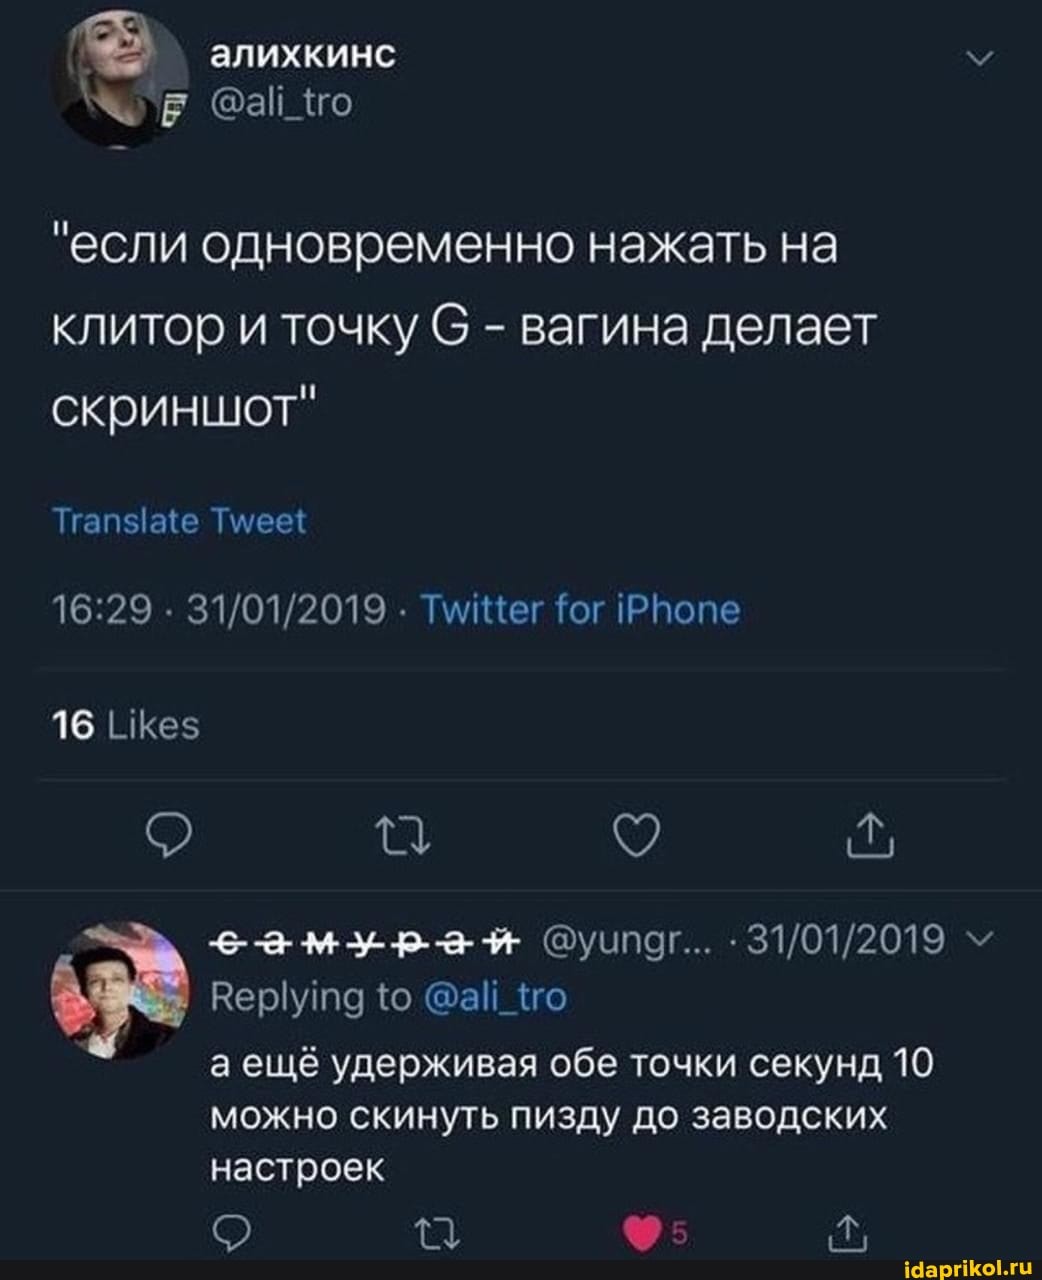 алихкинс
@ali_tro
"если одновременно нажать на
клитор и точку G – вагина делает
скриншот"
Translate Tweet
16:29 · 31/01/2019 · Twitter for iPhone
16 Likes
самурай @yungr... · 31/01/2019
Replying to @ali_tro
а ещё удерживая обе точки секунд 10
можно скинуть пизду до заводских
настроек
5
idaprikol.ru